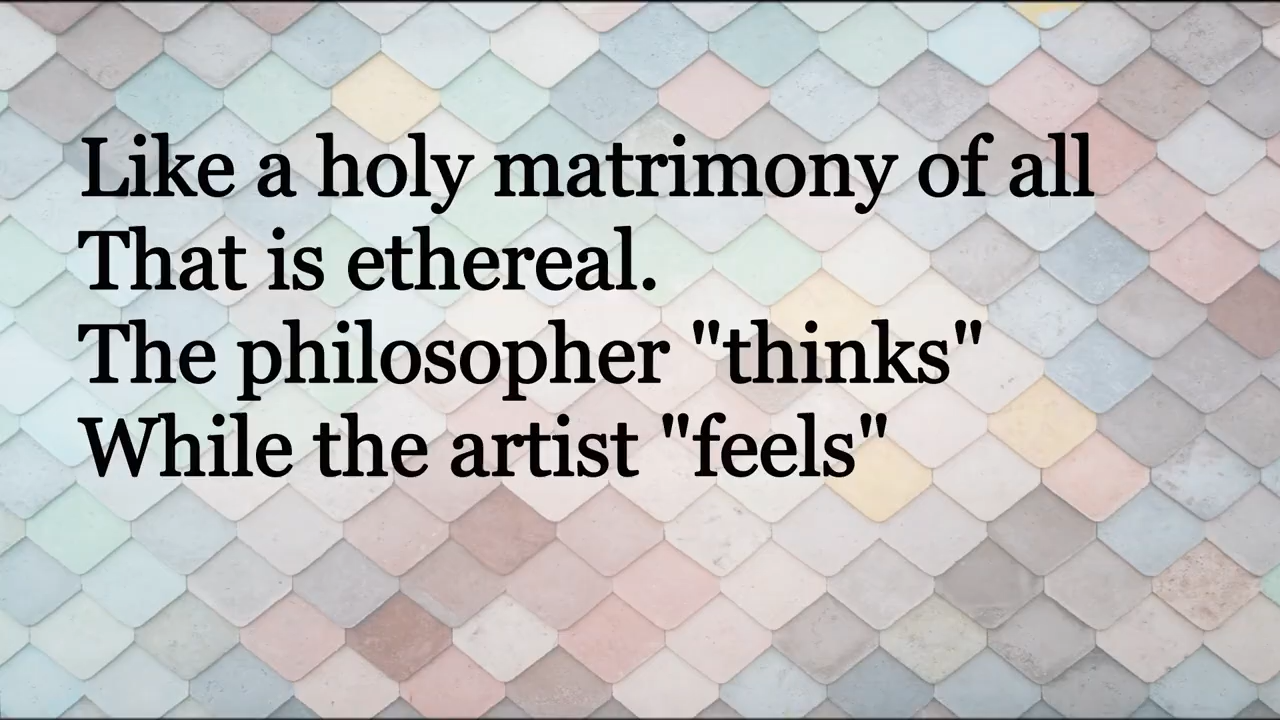 Like a holy matrimony of all
That is ethereal.
The philosopher "thinks"
While the artist "feels"